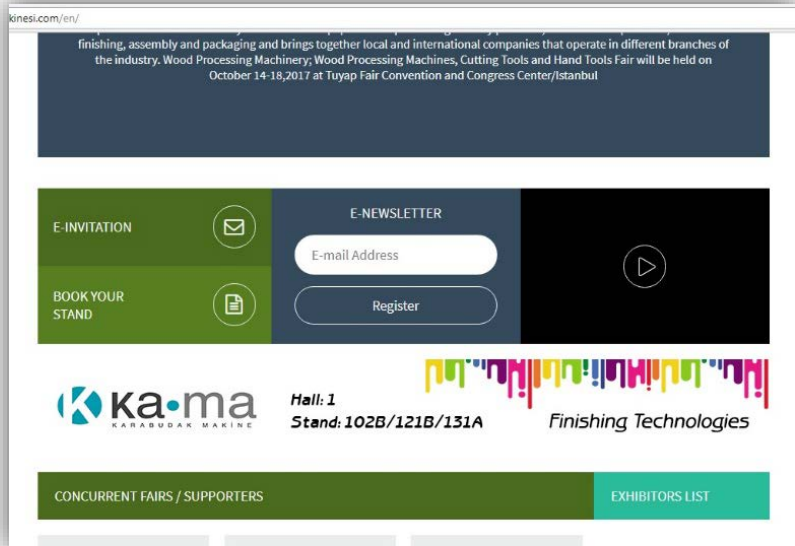 kinesi.com/en/
finishing, assembly and packaging and brings together local and international companies that operate in different branches of
the industry. Wood Processing Machinery; Wood Processing Machines, Cutting Tools and Hand Tools Fair will be held on
October 14-18,2017 at Tuyap Fair Convention and Congress Center/Istanbul
E-INVITATION
BOOK YOUR
STAND
E-NEWSLETTER
E-mail Address
Register
ka•ma
KARABUDAK MAKİNE
Hall: 1
Stand: 102B/121B/131A
Finishing Technologies
CONCURRENT FAIRS / SUPPORTERS
EXHIBITORS LIST